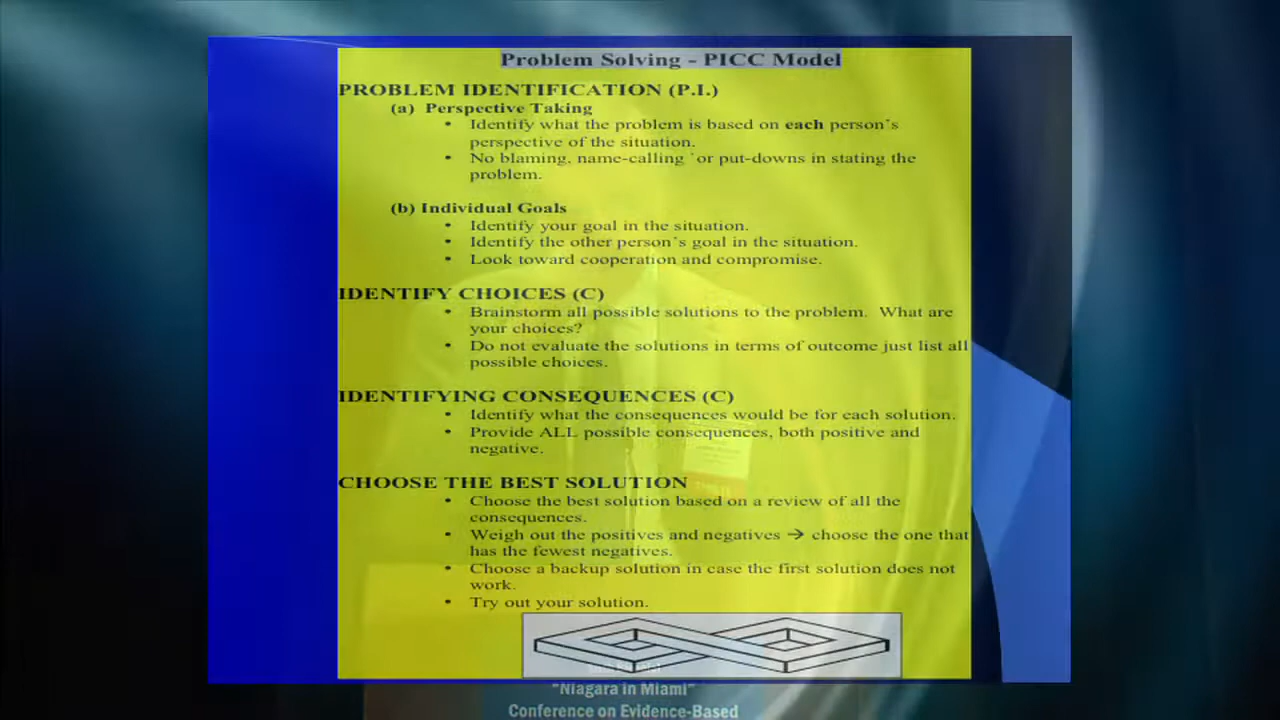 Problem Solving - PICC Model
PROBLEM IDENTIFICATION (P.I.)
(a) Perspective Taking
• Identify what the problem is based on each person's
perspective of the situation.
• No blaming, name-calling `or put-downs in stating the
problem.
(b) Individual Goals
• Identify your goal in the situation.
• Identify the other person's goal in the situation.
• Look toward cooperation and compromise.
IDENTIFY CHOICES (C)
• Brainstorm all possible solutions to the problem. What are
your choices?
• Do not evaluate the solutions in terms of outcome just list all
possible choices.
IDENTIFYING CONSEQUENCES (C)
• Identify what the consequences would be for each solution.
• Provide ALL possible consequences, both positive and
negative.
CHOOSE THE BEST SOLUTION
• Choose the best solution based on a review of all the
consequences.
• Weigh out the positives and negatives → choose the one that
has the fewest negatives.
• Choose a backup solution in case the first solution does not
work.
• Try out your solution.
"Niagara in Miami"
Conference on Evidence-Based